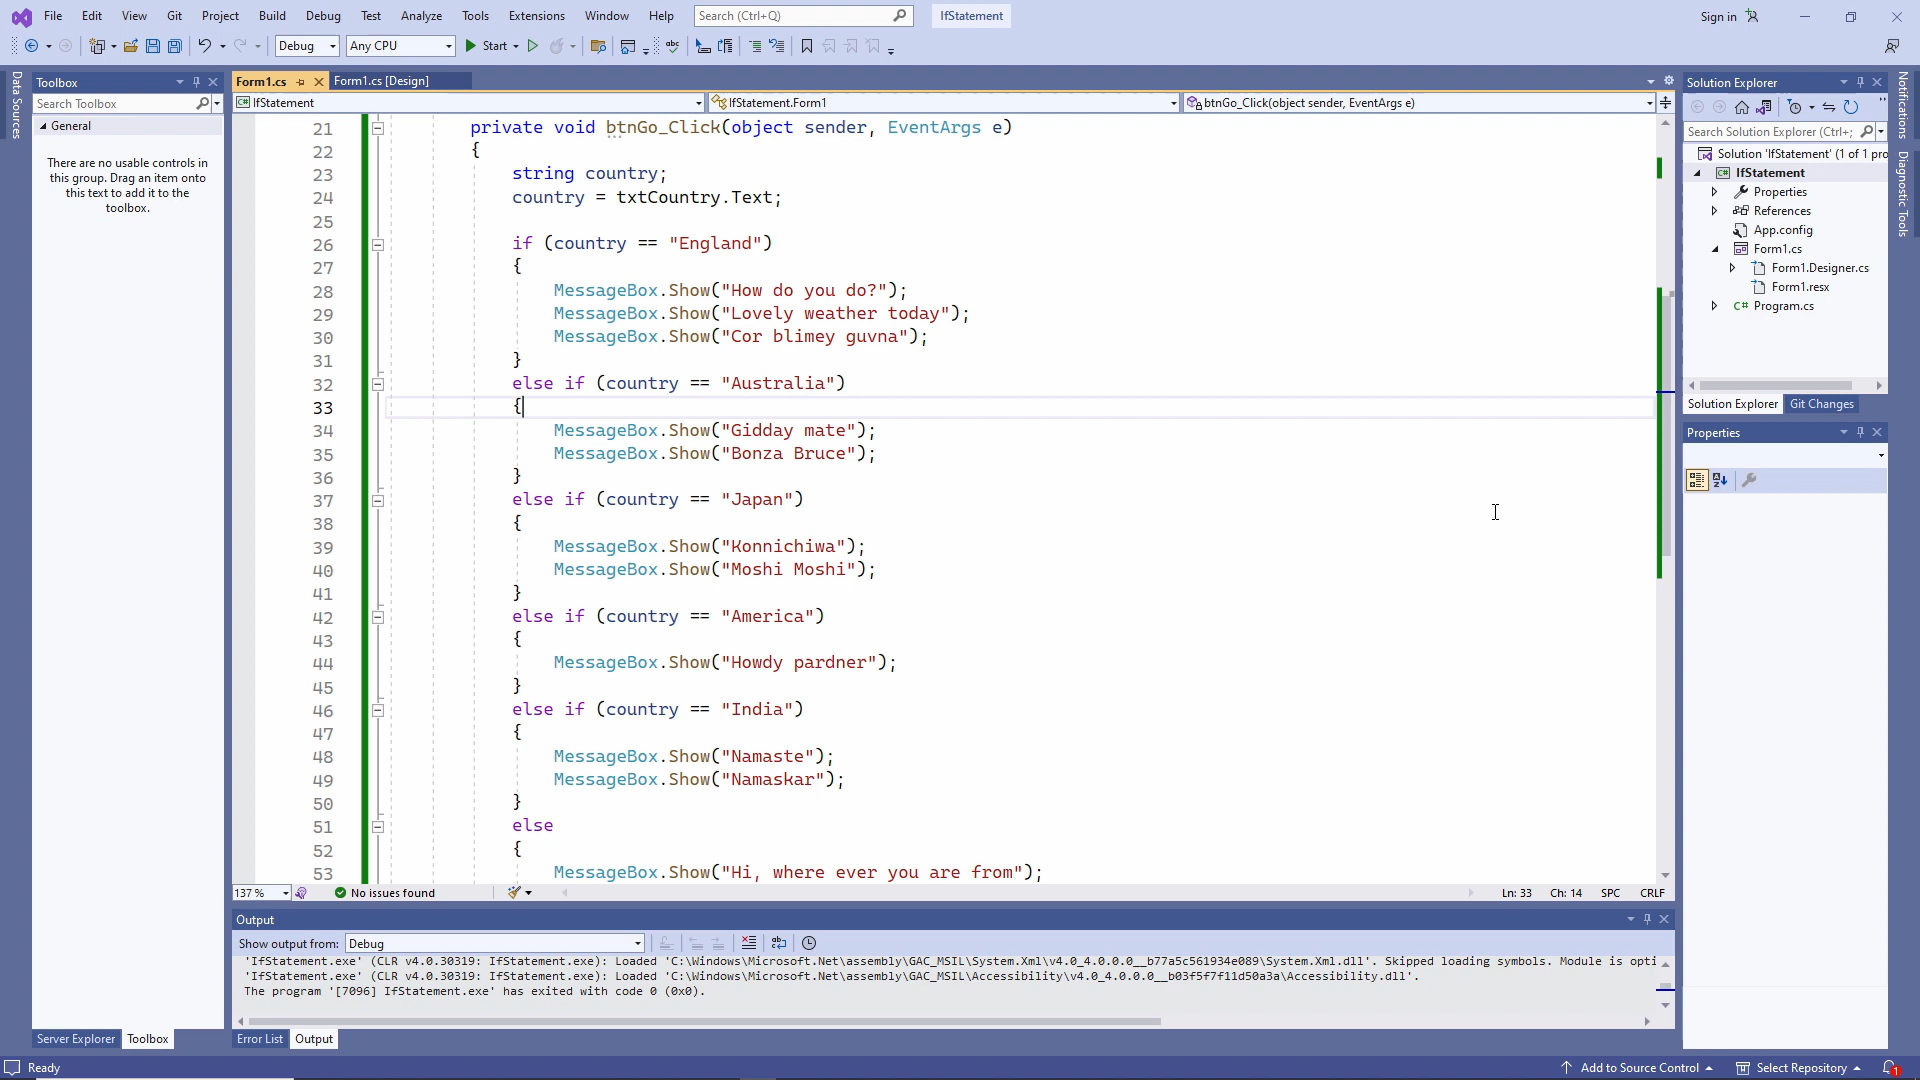 File Edit View Git Project Build Debug Test Analyze Tools Extensions Window Help Search (Ctrl+Q) IfStatement Sign in
Debug Any CPU Start
Data Sources
Toolbox
Search Toolbox
General
There are no usable controls in
this group. Drag an item onto
this text to add it to the
toolbox.
Server Explorer Toolbox
Form1.cs Form1.cs [Design]
IfStatement IfStatement.Form1 btnGo_Click(object sender, EventArgs e)
21 private void btnGo_Click(object sender, EventArgs e)
22 {
23 string country;
24 country = txtCountry.Text;
25
26 if (country == "England")
27 {
28 MessageBox.Show("How do you do?");
29 MessageBox.Show("Lovely weather today");
30 MessageBox.Show("Cor blimey guvna");
31 }
32 else if (country == "Australia")
33 {
34 MessageBox.Show("Gidday mate");
35 MessageBox.Show("Bonza Bruce");
36 }
37 else if (country == "Japan")
38 {
39 MessageBox.Show("Konnichiwa");
40 MessageBox.Show("Moshi Moshi");
41 }
42 else if (country == "America")
43 {
44 MessageBox.Show("Howdy pardner");
45 }
46 else if (country == "India")
47 {
48 MessageBox.Show("Namaste");
49 MessageBox.Show("Namaskar");
50 }
51 else
52 {
53 MessageBox.Show("Hi, where ever you are from");
137 % No issues found Ln: 33 Ch: 14 SPC CRLF
Output
Show output from: Debug
'IfStatement.exe' (CLR v4.0.30319: IfStatement.exe): Loaded 'C:\Windows\Microsoft.Net\assembly\GAC_MSIL\System.Xml\v4.0_4.0.0.0__b77a5c561934e089\System.Xml.dll'. Skipped loading symbols. Module is opti
'IfStatement.exe' (CLR v4.0.30319: IfStatement.exe): Loaded 'C:\Windows\Microsoft.Net\assembly\GAC_MSIL\Accessibility\v4.0_4.0.0.0__b03f5f7f11d50a3a\Accessibility.dll'.
The program '[7096] IfStatement.exe' has exited with code 0 (0x0).
Error List Output
Solution Explorer
Search Solution Explorer (Ctrl+;
Solution 'IfStatement' (1 of 1 pro
C# IfStatement
Properties
References
App.config
Form1.cs
Form1.Designer.cs
Form1.resx
C# Program.cs
Solution Explorer Git Changes
Properties
Notifications
Diagnostic Tools
Ready Add to Source Control Select Repository 1